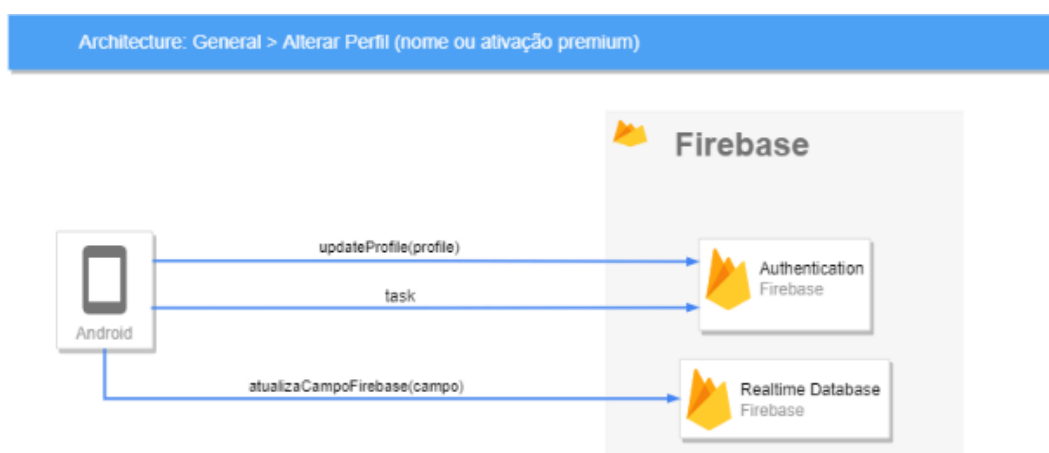 Architecture: General > Alterar Perfil (nome ou ativação premium)
Firebase
updateProfile(profile)
Authentication
Firebase
task
Android
atualizaCampoFirebase(campo)
Realtime Database
Firebase